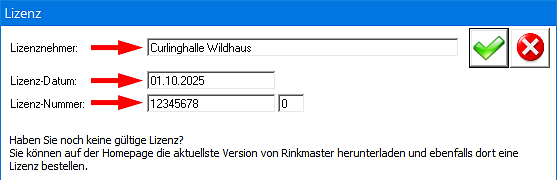 Lizenz
Lizenznehmer: Curlinghalle Wildhaus
Lizenz-Datum: 01.10.2025
Lizenz-Nummer: 12345678 0
Haben Sie noch keine gültige Lizenz?
Sie können auf der Homepage die aktuellste Version von Rinkmaster herunterladen und ebenfalls dort eine
Lizenz bestellen.